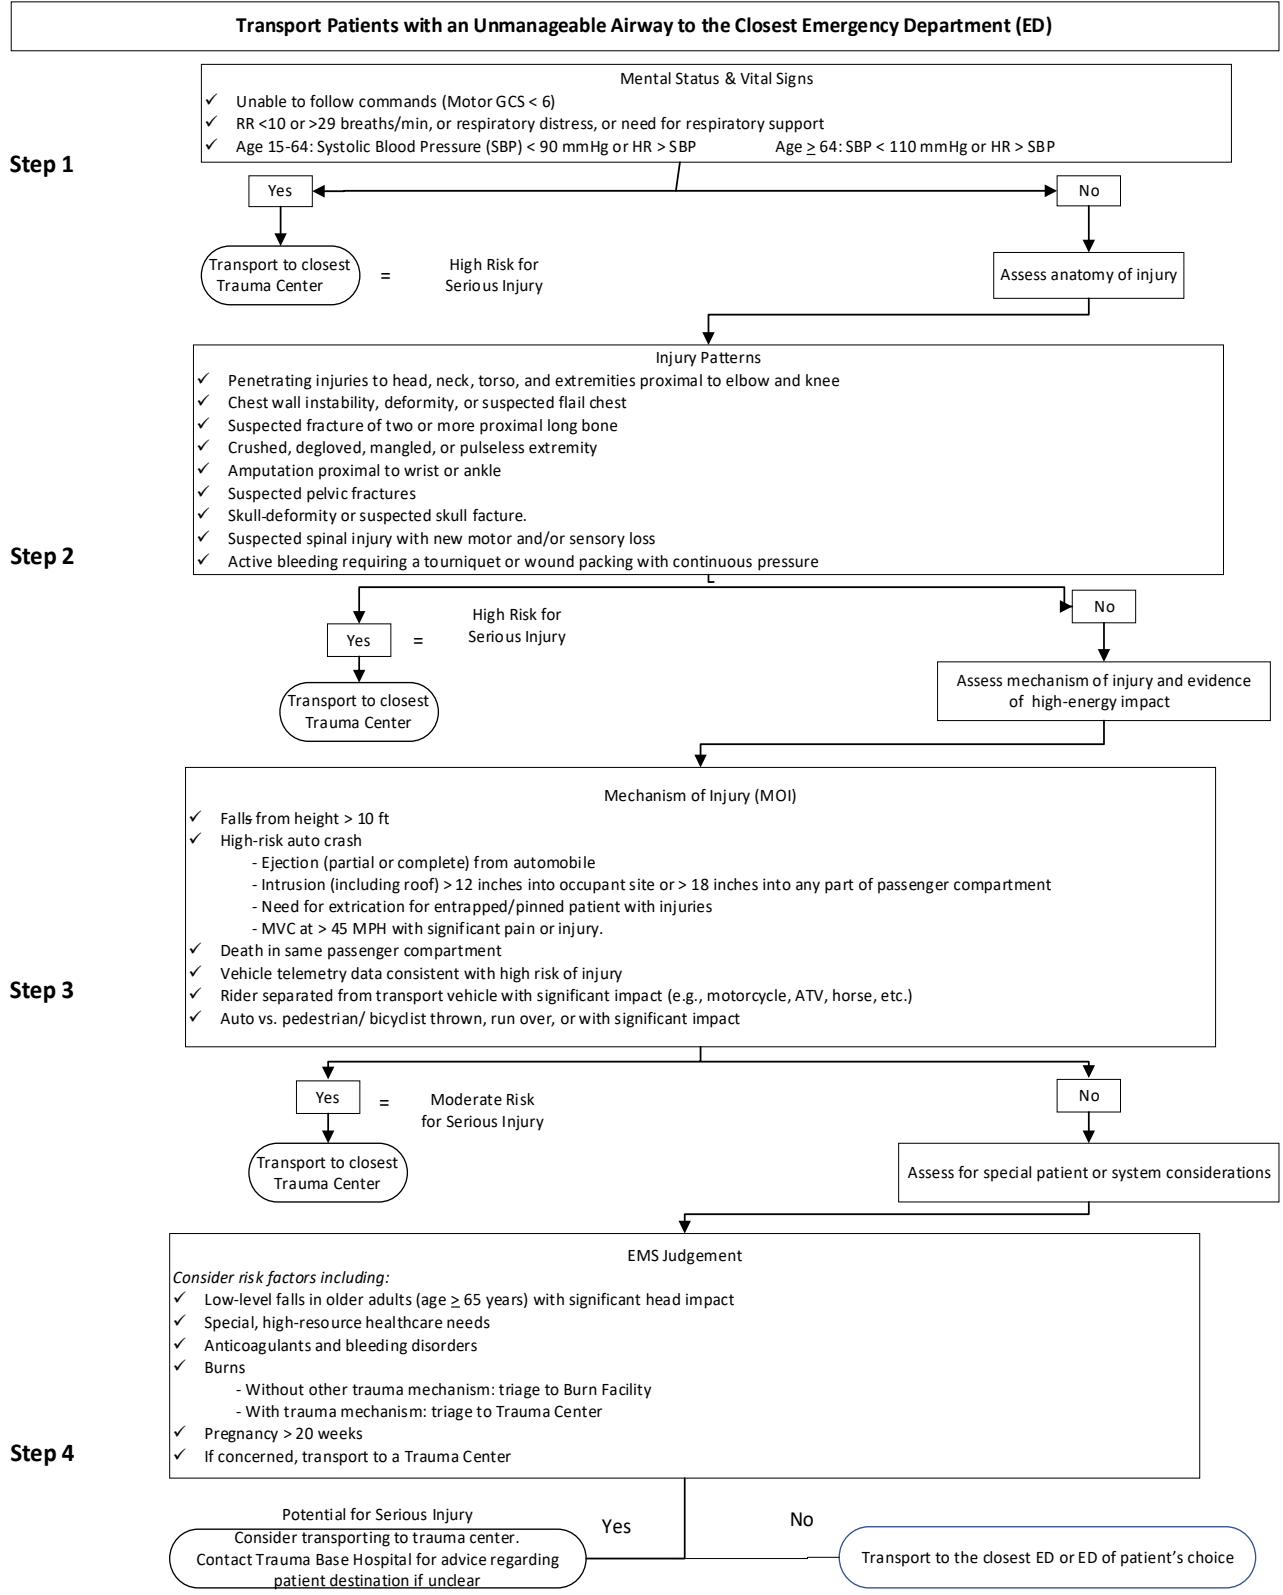 Transport Patients with an Unmanageable Airway to the Closest Emergency Department (ED)
Mental Status & Vital Signs
✓ Unable to follow commands (Motor GCS < 6)
✓ RR <10 or >29 breaths/min, or respiratory distress, or need for respiratory support
✓ Age 15-64: Systolic Blood Pressure (SBP) < 90 mmHg or HR > SBP Age ≥ 64: SBP < 110 mmHg or HR > SBP
Step 1
Yes
No
Transport to closest
Trauma Center
=
High Risk for
Serious Injury
Assess anatomy of injury
Injury Patterns
✓ Penetrating injuries to head, neck, torso, and extremities proximal to elbow and knee
✓ Chest wall instability, deformity, or suspected flail chest
✓ Suspected fracture of two or more proximal long bone
✓ Crushed, degloved, mangled, or pulseless extremity
✓ Amputation proximal to wrist or ankle
✓ Suspected pelvic fractures
✓ Skull-deformity or suspected skull facture.
✓ Suspected spinal injury with new motor and/or sensory loss
✓ Active bleeding requiring a tourniquet or wound packing with continuous pressure
Step 2
Yes
=
High Risk for
Serious Injury
No
Transport to closest
Trauma Center
Assess mechanism of injury and evidence
of high-energy impact
Mechanism of Injury (MOI)
✓ Falls from height > 10 ft
✓ High-risk auto crash
- Ejection (partial or complete) from automobile
- Intrusion (including roof) > 12 inches into occupant site or > 18 inches into any part of passenger compartment
- Need for extrication for entrapped/pinned patient with injuries
- MVC at > 45 MPH with significant pain or injury.
✓ Death in same passenger compartment
✓ Vehicle telemetry data consistent with high risk of injury
✓ Rider separated from transport vehicle with significant impact (e.g., motorcycle, ATV, horse, etc.)
✓ Auto vs. pedestrian/ bicyclist thrown, run over, or with significant impact
Step 3
Yes
=
Moderate Risk
for Serious Injury
No
Transport to closest
Trauma Center
Assess for special patient or system considerations
EMS Judgement
Consider risk factors including:
✓ Low-level falls in older adults (age ≥ 65 years) with significant head impact
✓ Special, high-resource healthcare needs
✓ Anticoagulants and bleeding disorders
✓ Burns
- Without other trauma mechanism: triage to Burn Facility
- With trauma mechanism: triage to Trauma Center
✓ Pregnancy > 20 weeks
✓ If concerned, transport to a Trauma Center
Step 4
Potential for Serious Injury
Consider transporting to trauma center.
Contact Trauma Base Hospital for advice regarding
patient destination if unclear
Yes
No
Transport to the closest ED or ED of patient's choice